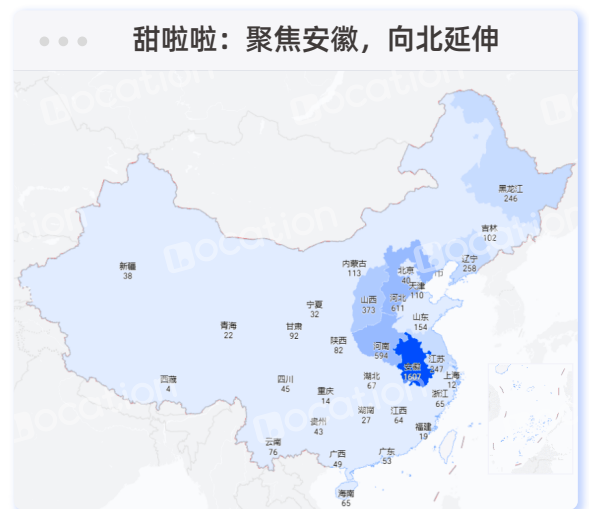 甜啦啦：聚焦安徽，向北延伸
黑龙江
246
吉林
102
辽宁
258
内蒙古
113
北京
40
天津
110
新疆
38
山西
373
河北
611
宁夏
32
山东
154
青海
22
甘肃
92
陕西
82
河南
594
江苏
安徽
1607
西藏
4
四川
45
湖北
67
上海
12
重庆
14
浙江
65
湖南
27
江西
64
贵州
43
福建
19
云南
76
广西
49
广东
53
海南
65
Location